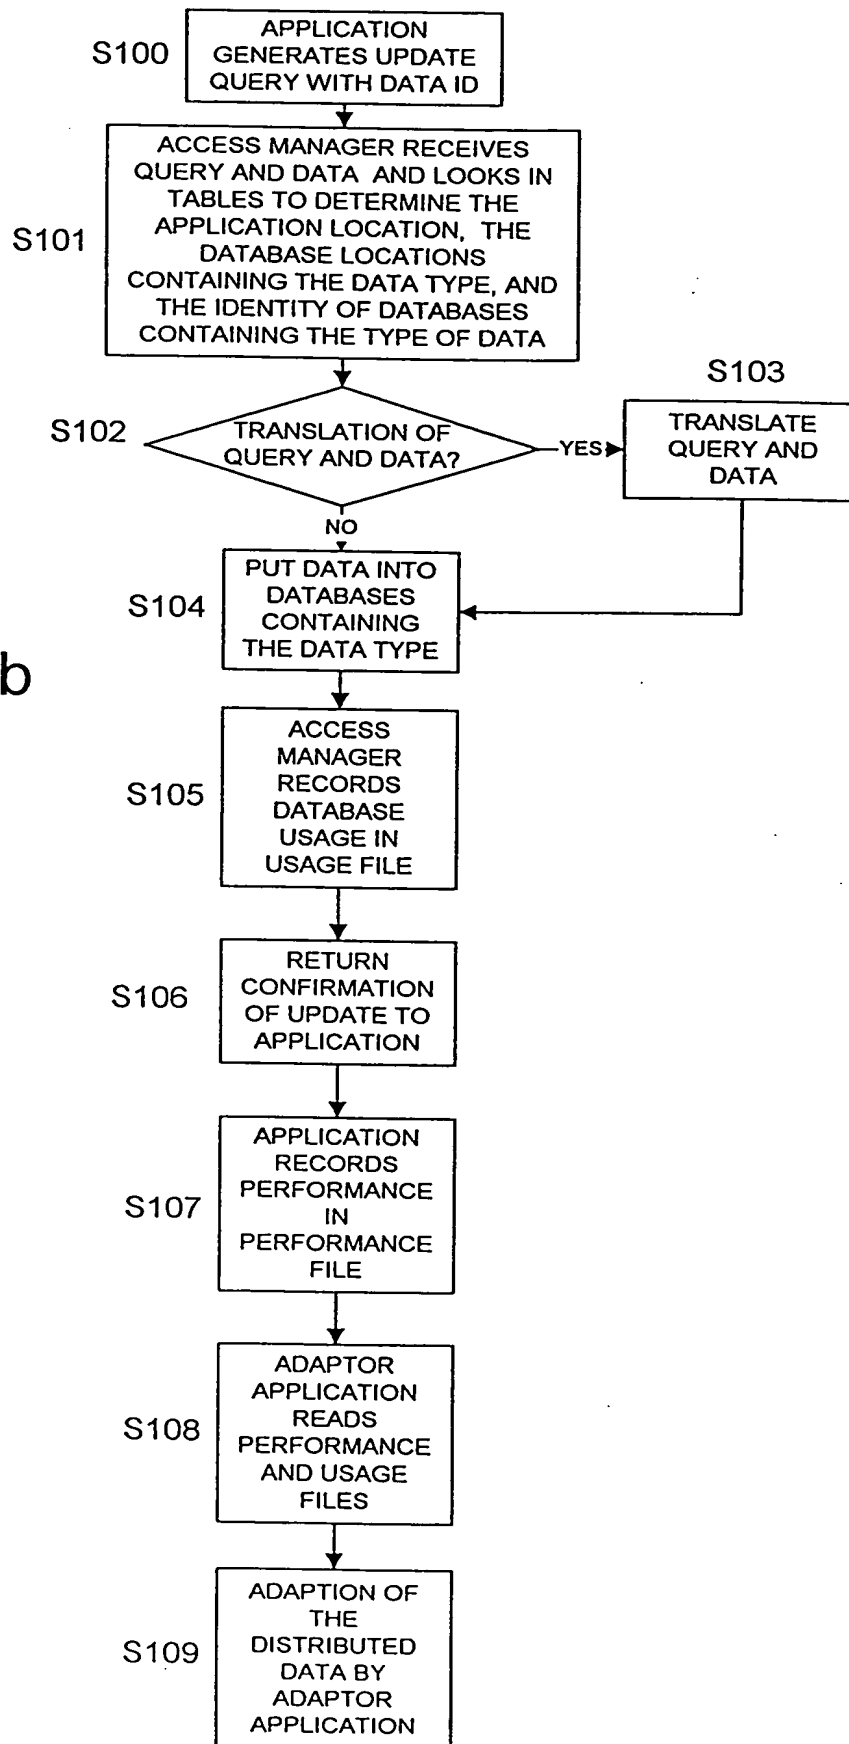 S100
APPLICATION
GENERATES UPDATE
QUERY WITH DATA ID
S101
ACCESS MANAGER RECEIVES
QUERY AND DATA AND LOOKS IN
TABLES TO DETERMINE THE
APPLICATION LOCATION, THE
DATABASE LOCATIONS
CONTAINING THE DATA TYPE, AND
THE IDENTITY OF DATABASES
CONTAINING THE TYPE OF DATA
S102
TRANSLATION OF
QUERY AND DATA?
YES
S103
TRANSLATE
QUERY AND
DATA
NO
S104
PUT DATA INTO
DATABASES
CONTAINING
THE DATA TYPE
b
S105
ACCESS
MANAGER
RECORDS
DATABASE
USAGE IN
USAGE FILE
S106
RETURN
CONFIRMATION
OF UPDATE TO
APPLICATION
S107
APPLICATION
RECORDS
PERFORMANCE
IN
PERFORMANCE
FILE
S108
ADAPTOR
APPLICATION
READS
PERFORMANCE
AND USAGE
FILES
S109
ADAPTION OF
THE
DISTRIBUTED
DATA BY
ADAPTOR
APPLICATION